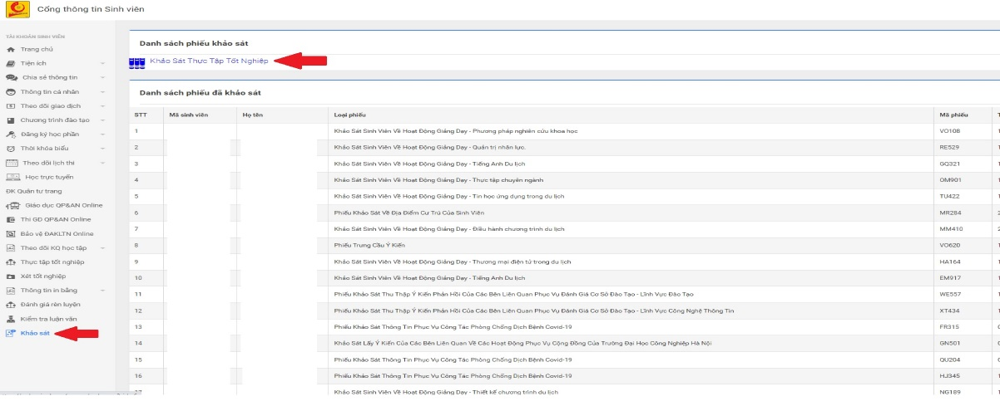 Cổng thông tin Sinh viên
TÀI KHOẢN SINH VIÊN
Trang chủ
Tiện ích
Chia sẻ thông tin
Thông tin cá nhân
Theo dõi giao dịch
Chương trình đào tạo
Đăng ký học phần
Thời khóa biểu
Theo dõi lịch thi
Học trực tuyến
ĐK Quân tư trang
Giáo dục QP&AN Online
Thi GD QP&AN Online
Bảo vệ ĐAKLTN Online
Theo dõi KQ học tập
Thực tập tốt nghiệp
Xét tốt nghiệp
Thông tin in bằng
Đánh giá rèn luyện
Kiểm tra luận văn
Khảo sát
Danh sách phiếu khảo sát
Khảo Sát Thực Tập Tốt Nghiệp
Danh sách phiếu đã khảo sát
STT Mã sinh viên Họ tên Loại phiếu Mã phiếu T
1 Khảo Sát Sinh Viên Về Hoạt Động Giảng Dạy - Phương pháp nghiên cứu khoa học VO108 1
2 Khảo Sát Sinh Viên Về Hoạt Động Giảng Dạy - Quản trị nhân lực. RE529 1
3 Khảo Sát Sinh Viên Về Hoạt Động Giảng Dạy - Tiếng Anh Du lịch GQ321 1
4 Khảo Sát Sinh Viên Về Hoạt Động Giảng Dạy - Thực tập chuyên ngành OM901 1
5 Khảo Sát Sinh Viên Về Hoạt Động Giảng Dạy - Tin học ứng dụng trong du lịch TU422 1
6 Phiếu Khảo Sát Về Địa Điểm Cư Trú Của Sinh Viên MR284 2
7 Khảo Sát Sinh Viên Về Hoạt Động Giảng Dạy - Điều hành chương trình du lịch MM410 2
8 Phiếu Trưng Cầu Ý Kiến VO620 1
9 Khảo Sát Sinh Viên Về Hoạt Động Giảng Dạy - Thương mại điện tử trong du lịch HA164 1
10 Khảo Sát Sinh Viên Về Hoạt Động Giảng Dạy - Tiếng Anh Du lịch EM917 1
11 Phiếu Khảo Sát Thu Thập Ý Kiến Phản Hồi Của Các Bên Liên Quan Phục Vụ Đánh Giá Cơ Sở Đào Tạo - Lĩnh Vực Đào Tạo WE557 1
12 Phiếu Khảo Sát Thu Thập Ý Kiến Phản Hồi Của Các Bên Liên Quan Phục Vụ Đánh Giá Cơ Sở Đào Tạo - Lĩnh Vực Công Nghệ Thông Tin XT434 1
13 Phiếu Khảo Sát Thông Tin Phục Vụ Công Tác Phòng Chống Dịch Bệnh Covid-19 FR315 0
14 Khảo Sát Lấy Ý Kiến Của Các Bên Liên Quan Về Các Hoạt Động Phục Vụ Cộng Đồng Của Trường Đại Học Công Nghiệp Hà Nội GN501 0
15 Phiếu Khảo Sát Thông Tin Phục Vụ Công Tác Phòng Chống Dịch Bệnh Covid-19 QU204 0
16 Phiếu Khảo Sát Thông Tin Phục Vụ Công Tác Phòng Chống Dịch Bệnh Covid-19 HJ345 1
17 Khảo Sát Sinh Viên Về Hoạt Động Giảng Dạy - Thiết kế chương trình du lịch NG189 1